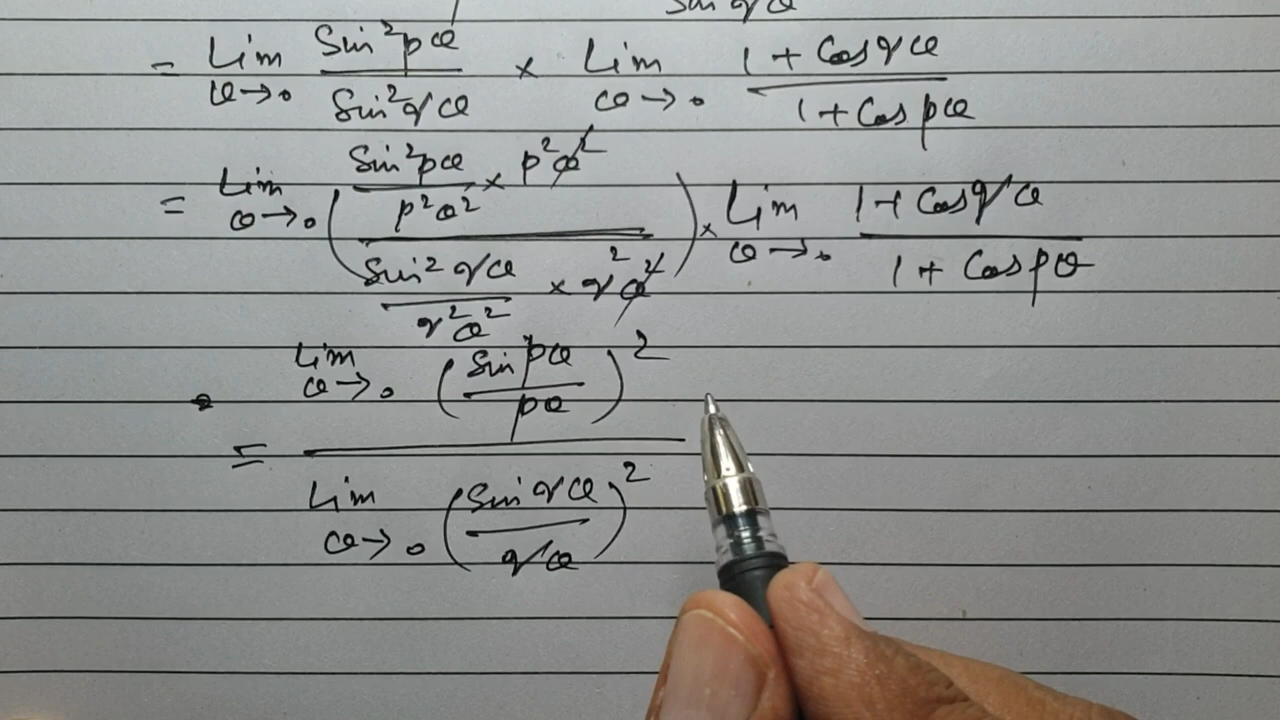 Sin qθ
= Lim θ→0 Sin²pθ / Sin²qθ × Lim θ→0 1 + Cos qθ / 1 + Cos pθ
= Lim θ→0 ( Sin²pθ / p²θ² × p²θ² / Sin²qθ / q²θ² × q²θ² ) × Lim θ→0 1 + Cos qθ / 1 + Cos pθ
= Lim θ→0 ( Sin pθ / pθ )² / Lim θ→0 ( Sin qθ / qθ )²